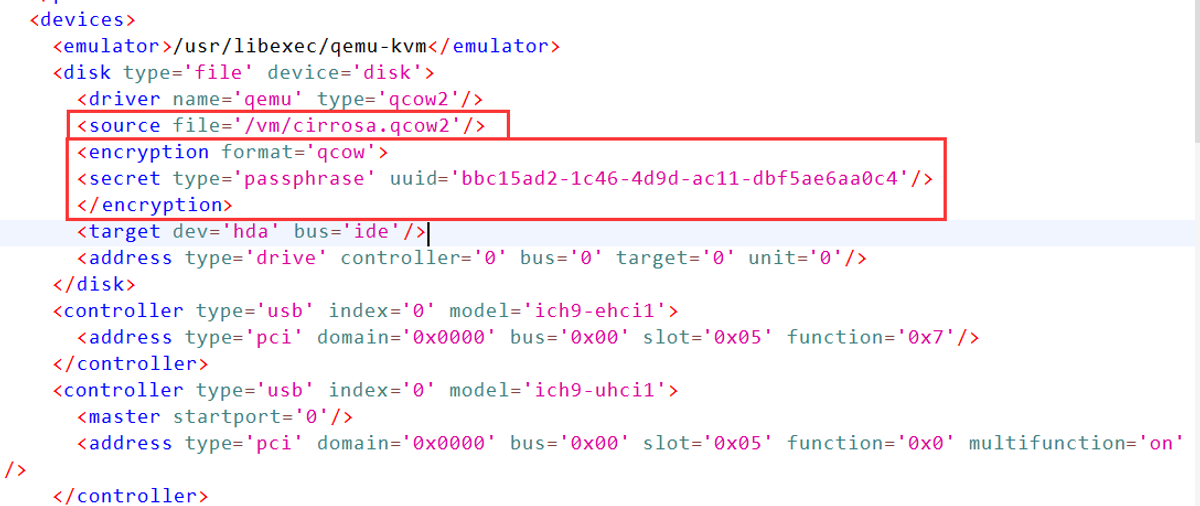 <devices>
<emulator>/usr/libexec/qemu-kvm</emulator>
<disk type='file' device='disk'>
<driver name='qemu' type='qcow2'/>
<source file='/vm/cirrosa.qcow2'/>
<encryption format='qcow'>
<secret type='passphrase' uuid='bbc15ad2-1c46-4d9d-ac11-dbf5ae6aa0c4'/>
</encryption>
<target dev='hda' bus='ide'/>
<address type='drive' controller='0' bus='0' target='0' unit='0'/>
</disk>
<controller type='usb' index='0' model='ich9-ehci1'>
<address type='pci' domain='0x0000' bus='0x00' slot='0x05' function='0x7'/>
</controller>
<controller type='usb' index='0' model='ich9-uhci1'>
<master startport='0'/>
<address type='pci' domain='0x0000' bus='0x00' slot='0x05' function='0x0' multifunction='on'
/>
</controller>